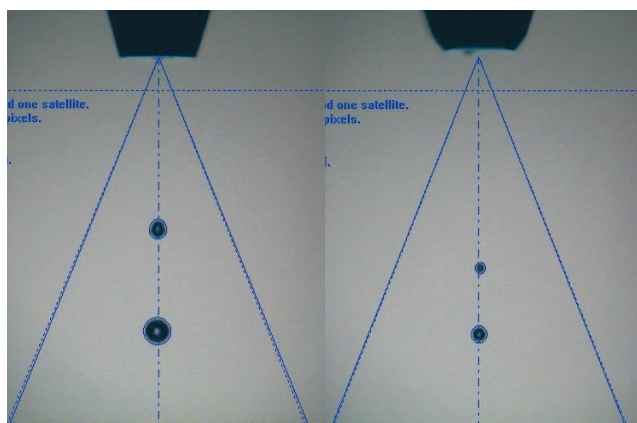 d one satellite.
pixels.
.
d one satellite.
pixels.
l.